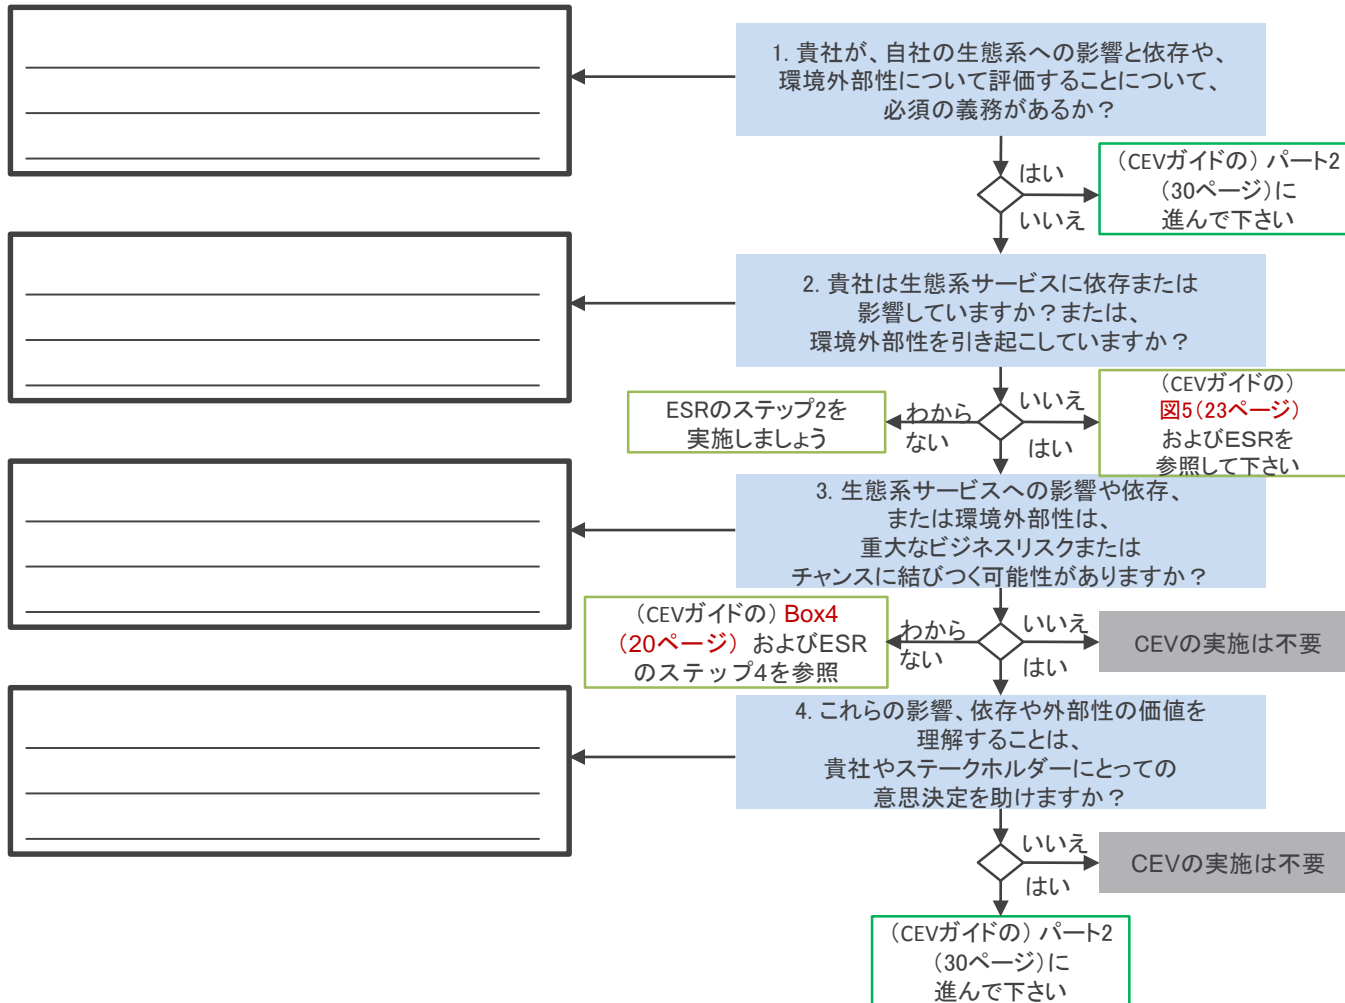 1. 貴社が、自社の生態系への影響と依存や、
環境外部性について評価することについて、
必須の義務があるか？
はい
いいえ
（CEVガイドの）パート2
（30ページ）に
進んで下さい
2. 貴社は生態系サービスに依存または
影響していますか？または、
環境外部性を引き起こしていますか？
ESRのステップ2を
実施しましょう
わから
ない
いいえ
はい
（CEVガイドの）
図5（23ページ）
およびESRを
参照して下さい
3. 生態系サービスへの影響や依存、
または環境外部性は、
重大なビジネスリスクまたは
チャンスに結びつく可能性がありますか？
（CEVガイドの）Box4
（20ページ）およびESR
のステップ4を参照
わから
ない
いいえ
はい
CEVの実施は不要
4. これらの影響、依存や外部性の価値を
理解することは、
貴社やステークホルダーにとっての
意思決定を助けますか？
いいえ
はい
CEVの実施は不要
（CEVガイドの）パート2
（30ページ）に
進んで下さい